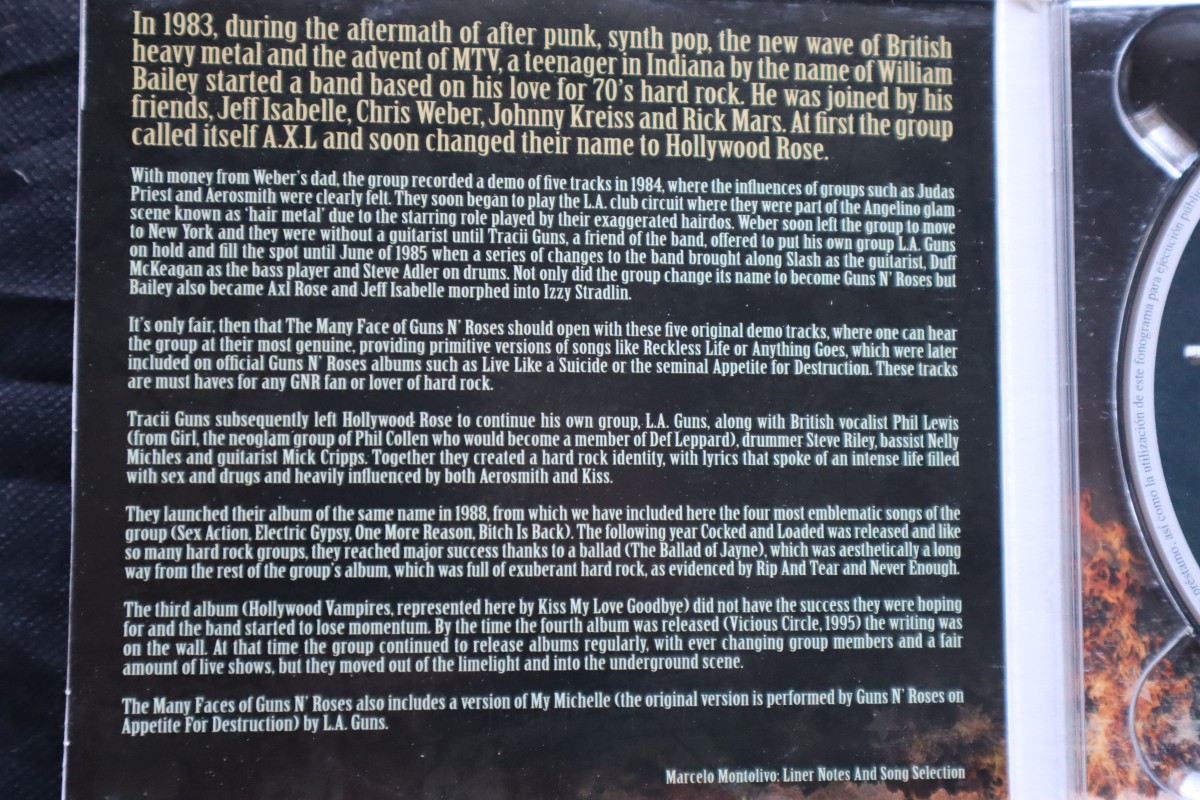 In 1983, during the aftermath of after punk, synth pop, the new wave of British
heavy metal and the advent of MTV, a teenager in Indiana by the name of William
Bailey started a band based on his love for 70's hard rock. He was joined by his
friends, Jeff Isabelle, Chris Weber, Johnny Kreiss and Rick Mars. At first the group
called itself A.X.L and soon changed their name to Hollywood Rose.
With money from Weber's dad, the group recorded a demo of five tracks in 1984, where the influences of groups such as Judas
Priest and Aerosmith were clearly felt. They soon began to play the L.A. club circuit where they were part of the Angelino glam
scene known as 'hair metal' due to the starring role played by their exaggerated hairdos. Weber soon left the group to move
to New York and they were without a guitarist until Tracii Guns, a friend of the band, offered to put his own group L.A. Guns
on hold and fill the spot until June of 1985 when a series of changes to the band brought along Slash as the guitarist, Duff
McKeagan as the bass player and Steve Adler on drums. Not only did the group change its name to become Guns N' Roses but
Bailey also became Axl Rose and Jeff Isabelle morphed into Izzy Stradlin.
It's only fair, then that The Many Face of Guns N' Roses should open with these five original demo tracks, where one can hear
the group at their most genuine, providing primitive versions of songs like Reckless Life or Anything Goes, which were later
included on official Guns N' Roses albums such as Live Like a Suicide or the seminal Appetite for Destruction. These tracks
are must haves for any GNR fan or lover of hard rock.
Tracii Guns subsequently left Hollywood Rose to continue his own group, L.A. Guns, along with British vocalist Phil Lewis
(from Girl, the neoglam group of Phil Collen who would become a member of Def Leppard), drummer Steve Riley, bassist Nelly
Michles and guitarist Mick Cripps. Together they created a hard rock identity, with lyrics that spoke of an intense life filled
with sex and drugs and heavily influenced by both Aerosmith and Kiss.
They launched their album of the same name in 1988, from which we have included here the four most emblematic songs of the
group (Sex Action, Electric Gypsy, One More Reason, Bitch Is Back). The following year Cocked and Loaded was released and like
so many hard rock groups, they reached major success thanks to a ballad (The Ballad of Jayne), which was aesthetically a long
way from the rest of the group's album, which was full of exuberant hard rock, as evidenced by Rip And Tear and Never Enough.
The third album (Hollywood Vampires, represented here by Kiss My Love Goodbye) did not have the success they were hoping
for and the band started to lose momentum. By the time the fourth album was released (Vicious Circle, 1995) the writing was
on the wall. At that time the group continued to release albums regularly, with ever changing group members and a fair
amount of live shows, but they moved out of the limelight and into the underground scene.
The Many Faces of Guns N' Roses also includes a version of My Michelle (the original version is performed by Guns N' Roses on
Appetite For Destruction) by L.A. Guns.
Marcelo Montolivo: Liner Notes And Song Selection
préstamo, así como la utilización de este fonograma para ejecución